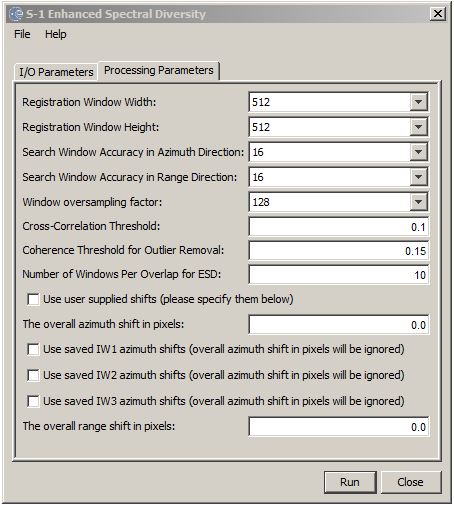 S-1 Enhanced Spectral Diversity
File Help
I/O Parameters Processing Parameters
Registration Window Width: 512
Registration Window Height: 512
Search Window Accuracy in Azimuth Direction: 16
Search Window Accuracy in Range Direction: 16
Window oversampling factor: 128
Cross-Correlation Threshold: 0.1
Coherence Threshold for Outlier Removal: 0.15
Number of Windows Per Overlap for ESD: 10
Use user supplied shifts (please specify them below)
The overall azimuth shift in pixels: 0.0
Use saved IW1 azimuth shifts (overall azimuth shift in pixels will be ignored)
Use saved IW2 azimuth shifts (overall azimuth shift in pixels will be ignored)
Use saved IW3 azimuth shifts (overall azimuth shift in pixels will be ignored)
The overall range shift in pixels: 0.0
Run Close